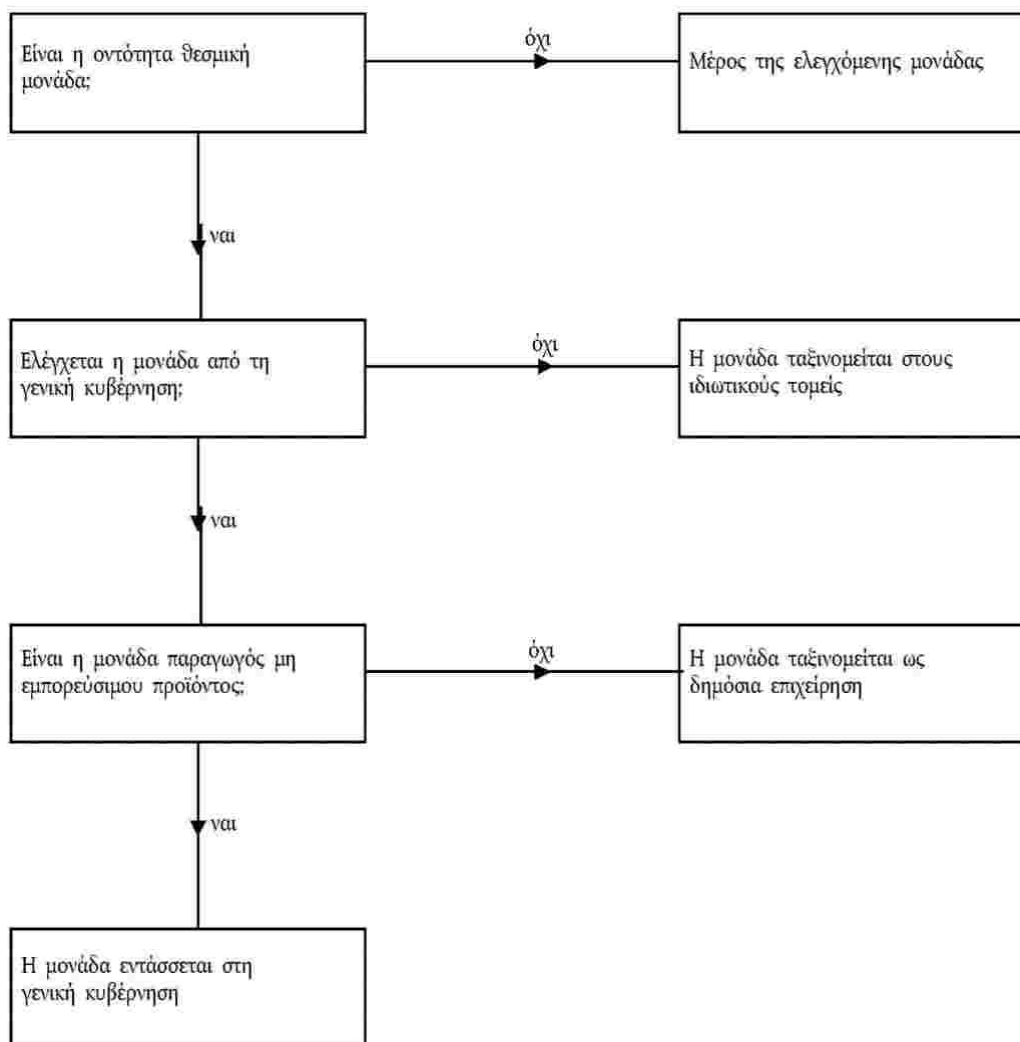 Είναι η οντότητα θεσμική
μονάδα;
όχι
Μέρος της ελεγχόμενης μονάδας
ναι
Ελέγχεται η μονάδα από τη
γενική κυβέρνηση;
όχι
Η μονάδα ταξινομείται στους
ιδιωτικούς τομείς
ναι
Είναι η μονάδα παραγωγός μη
εμπορεύσιμου προϊόντος;
όχι
Η μονάδα ταξινομείται ως
δημόσια επιχείρηση
ναι
Η μονάδα εντάσσεται στη
γενική κυβέρνηση